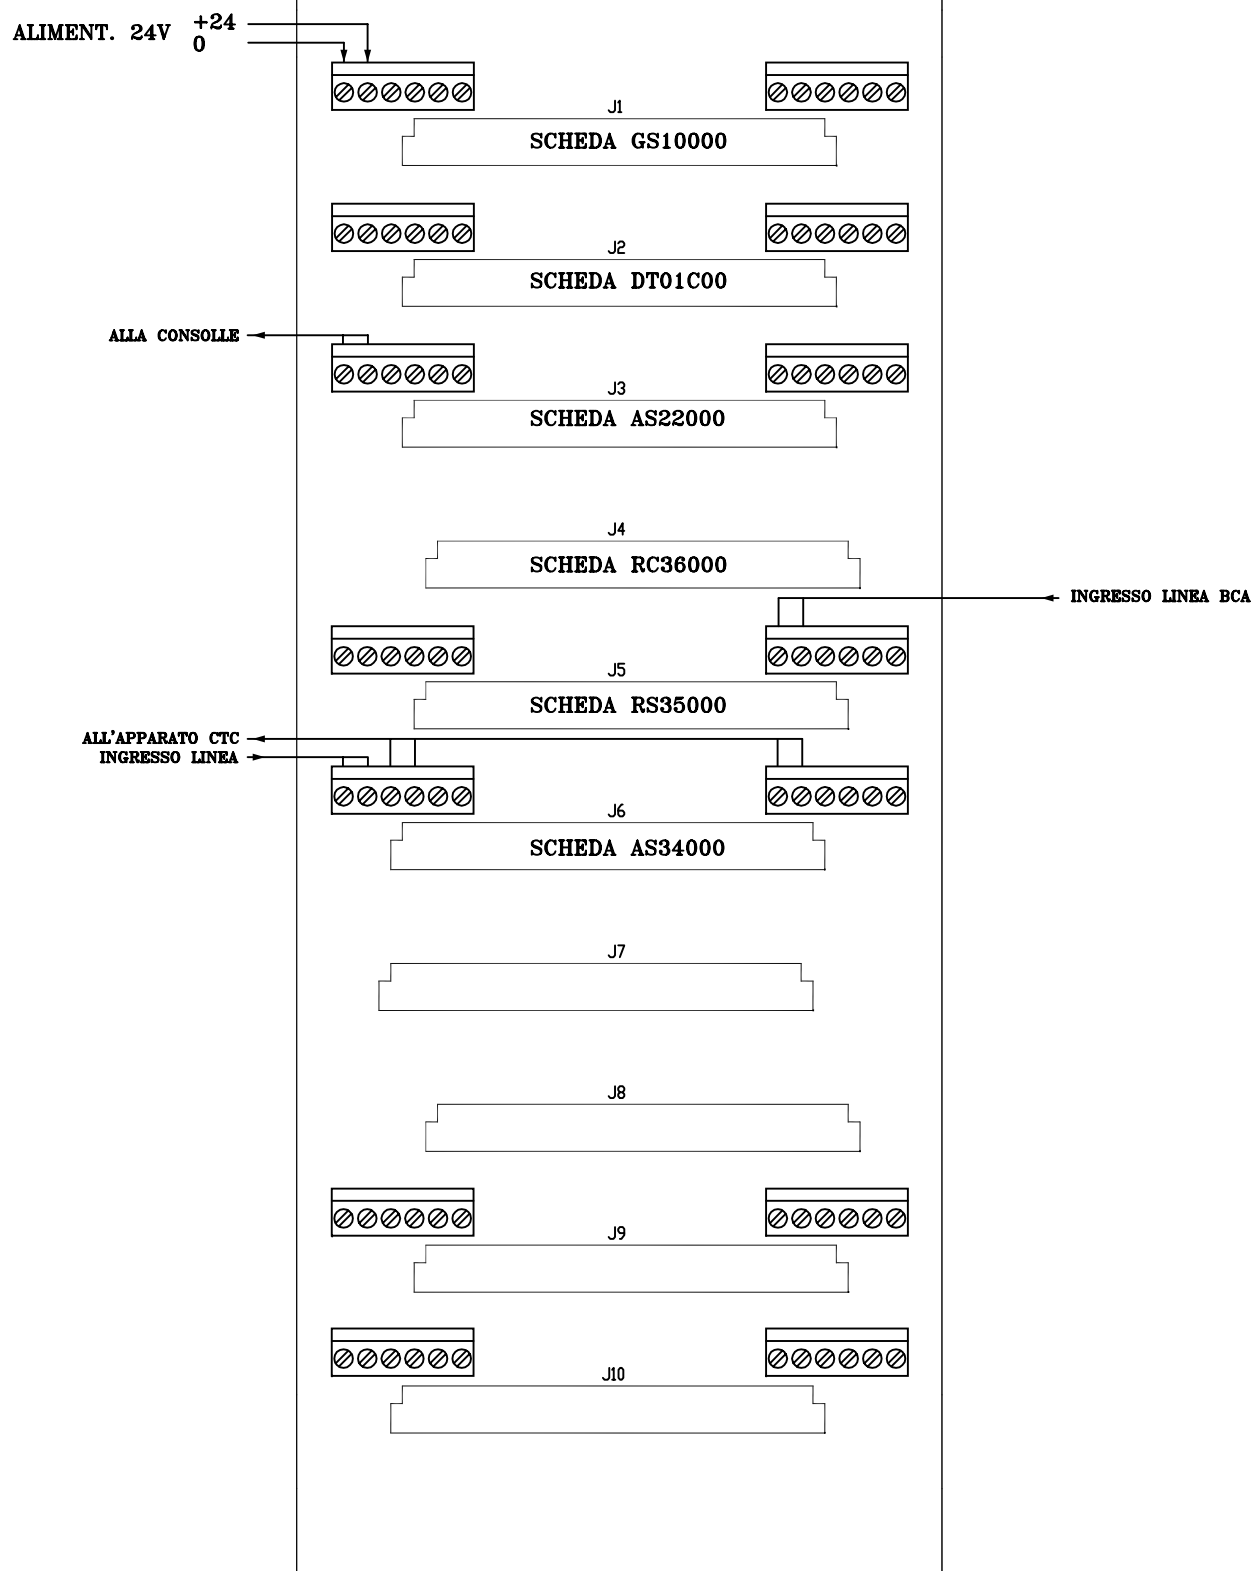 ALIMENT. 24V +24
0
J1
SCHEDA GS10000
J2
SCHEDA DT01C00
ALLA CONSOLLE
J3
SCHEDA AS22000
J4
SCHEDA RC36000
INGRESSO LINEA BCA
J5
SCHEDA RS35000
ALL'APPARATO CTC
INGRESSO LINEA
J6
SCHEDA AS34000
J7
J8
J9
J10